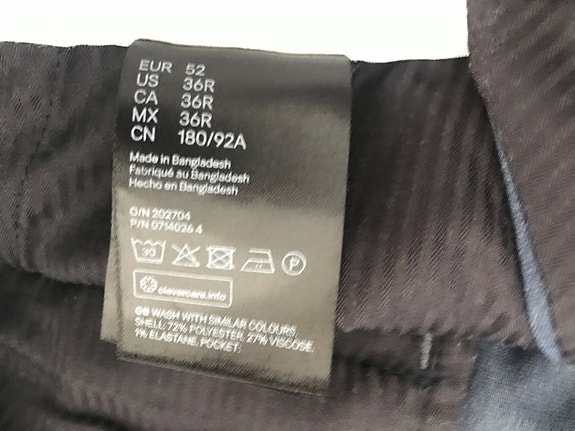 EUR 52
US 36R
CA 36R
MX 36R
CN 180/92A
Made in Bangladesh
Fabriqué au Bangladesh
Hecho en Bangladesh
O/N 202704
P/N 0714026 4
30 P
clevercare.info
GB WASH WITH SIMILAR COLOURS
SHELL: 72% POLYESTER, 27% VISCOSE,
1% ELASTANE, POCKET: